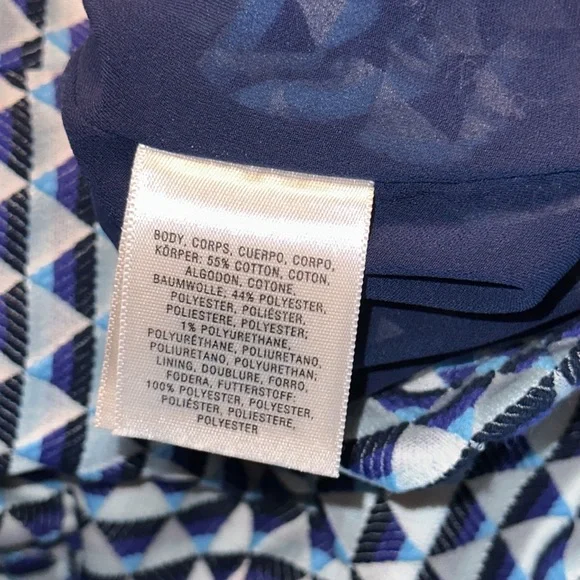 BODY, CORPS, CUERPO, CORPO,
KÖRPER: 55% COTTON, COTON,
ALGODON, COTONE,
BAUMWOLLE, 44% POLYESTER,
POLYESTER, POLIÉSTER,
POLIESTERE, POLYESTER,
1% POLYURETHANE,
POLYURÉTHANE, POLIURETANO,
POLIURETANO, POLYURETHAN;
LINING, DOUBLURE, FORRO,
FODERA, FUTTERSTOFF:
100% POLYESTER, POLYESTER,
POLIÉSTER, POLIESTERE,
POLYESTER